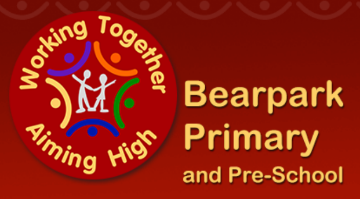 Working Together
Aiming High
Bearpark
Primary
and Pre-School